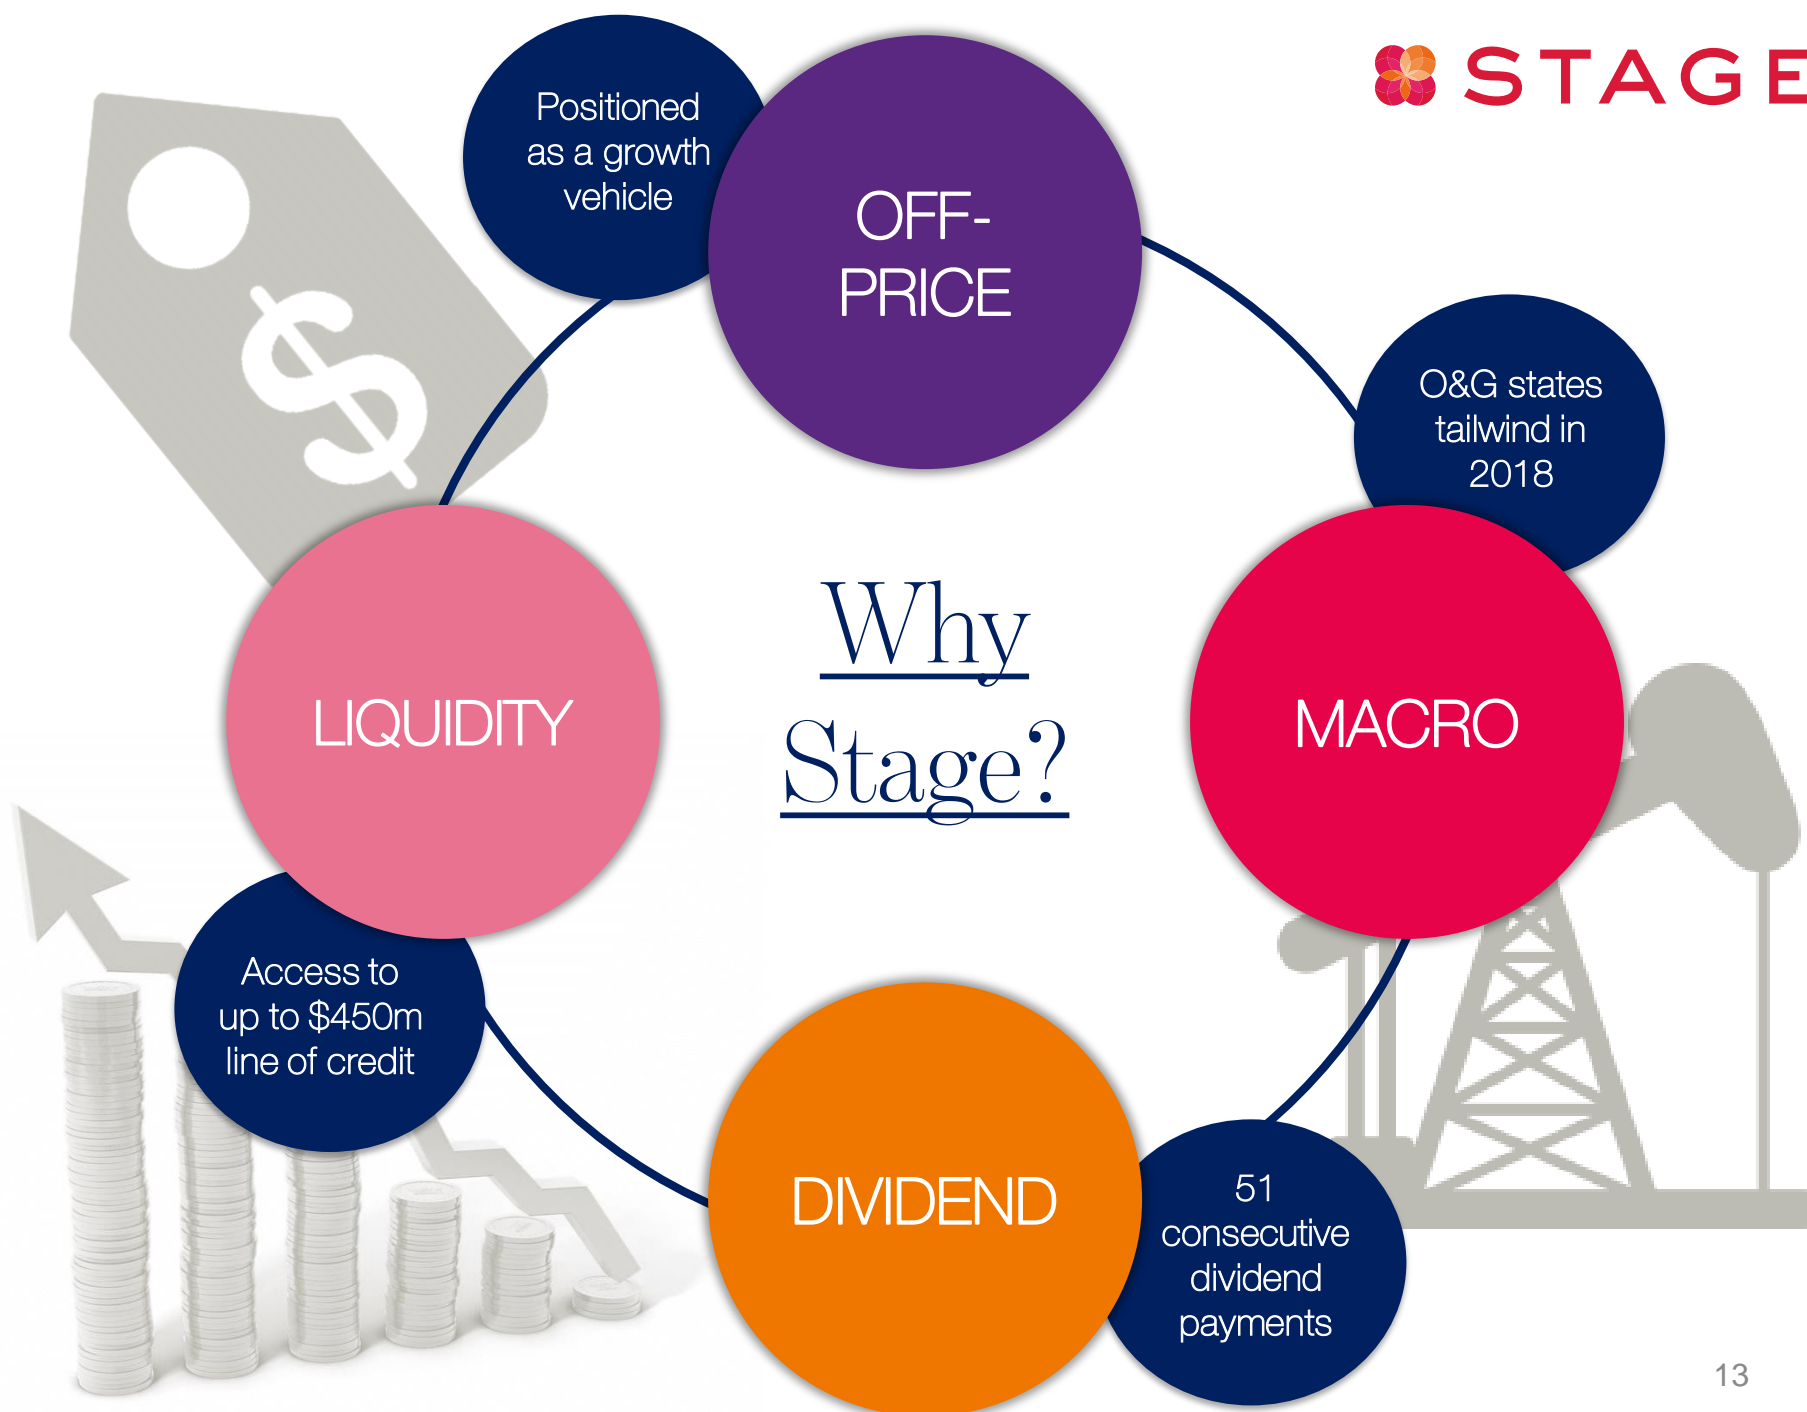 STAGE
Positioned
as a growth
vehicle
OFF-
PRICE
O&G states
tailwind in
2018
MACRO
Why
Stage?
LIQUIDITY
Access to
up to $450m
line of credit
DIVIDEND
51
consecutive
dividend
payments
13